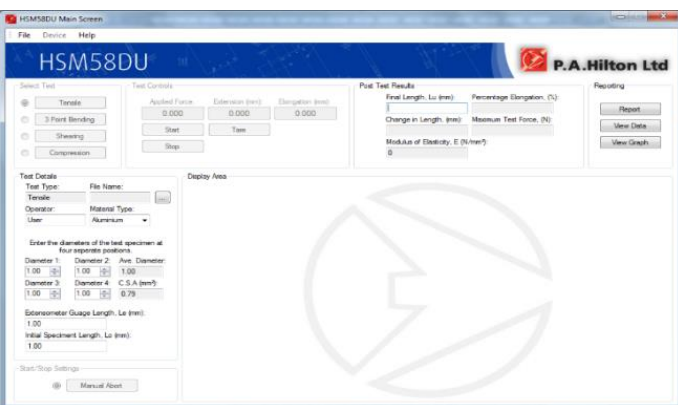 HSM58DU Main Screen
File Device Help
HSM58DU
P.A.Hilton Ltd
Select Test
Tensile
3 Point Bending
Shearing
Compression
Test Controls
Applied Force Extension (mm): Elongation (mm):
0.000 0.000 0.000
Start Tare
Stop
Post Test Results
Final Length, Lu (mm): Percentage Elongation, (%):
Change in Length, (mm): Maximum Test Force, (N):
Modulus of Elasticity, E (N/mm²):
0
Reporting
Report
View Data
View Graph
Test Details
Test Type: File Name:
Tensile ...
Operator: Material Type:
User Aluminium
Enter the diameters of the test specimen at
four seperate positions.
Diameter 1: Diameter 2: Ave. Diameter:
1.00 1.00 1.00
Diameter 3: Diameter 4: C.S.A (mm²):
1.00 1.00 0.79
Extensometer Guage Length, Le (mm):
1.00
Initial Speciment Length, Lo (mm):
1.00
Start/Stop Settings
Manual Abort
Display Area